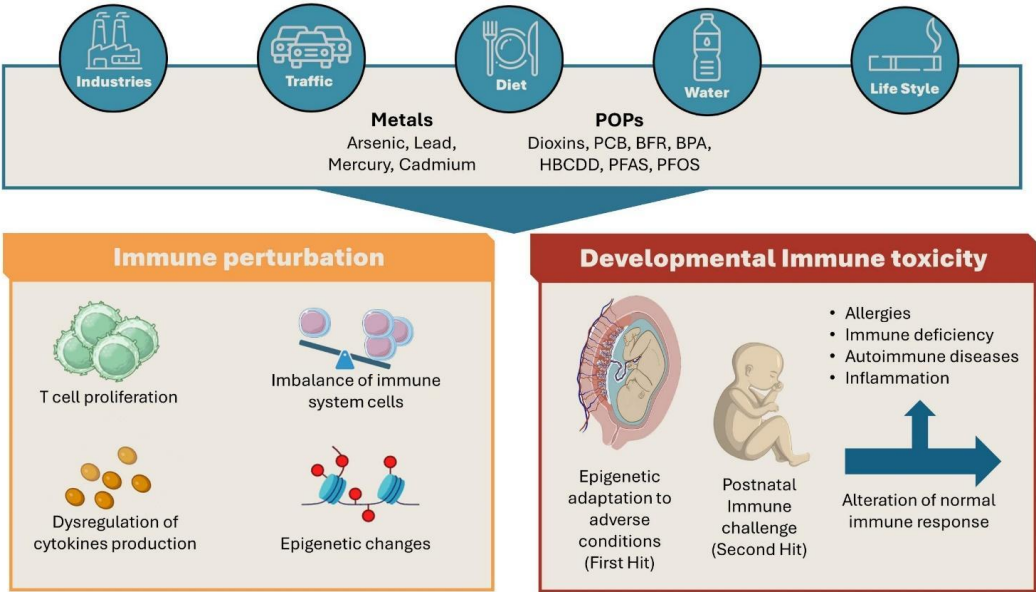 Industries
Traffic
Diet
Water
Life Style
Metals
Arsenic, Lead,
Mercury, Cadmium
POPs
Dioxins, PCB, BFR, BPA,
HBCDD, PFAS, PFOS
Immune perturbation
T cell proliferation
Imbalance of immune
system cells
Dysregulation of
cytokines production
Epigenetic changes
Developmental Immune toxicity
Epigenetic
adaptation to
adverse
conditions
(First Hit)
Postnatal
Immune
challenge
(Second Hit)
• Allergies
• Immune deficiency
• Autoimmune diseases
• Inflammation
Alteration of normal
immune response